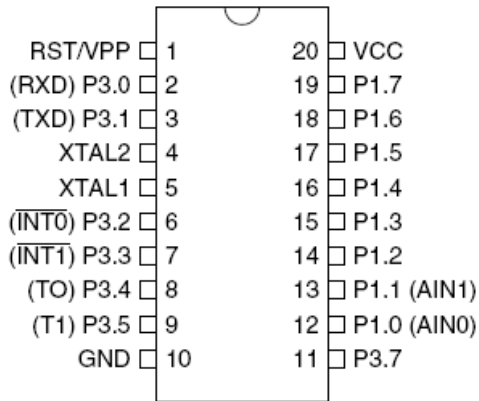 RST/VPP 1 20 VCC
(RXD) P3.0 2 19 P1.7
(TXD) P3.1 3 18 P1.6
XTAL2 4 17 P1.5
XTAL1 5 16 P1.4
(INT0) P3.2 6 15 P1.3
(INT1) P3.3 7 14 P1.2
(TO) P3.4 8 13 P1.1 (AIN1)
(T1) P3.5 9 12 P1.0 (AIN0)
GND 10 11 P3.7